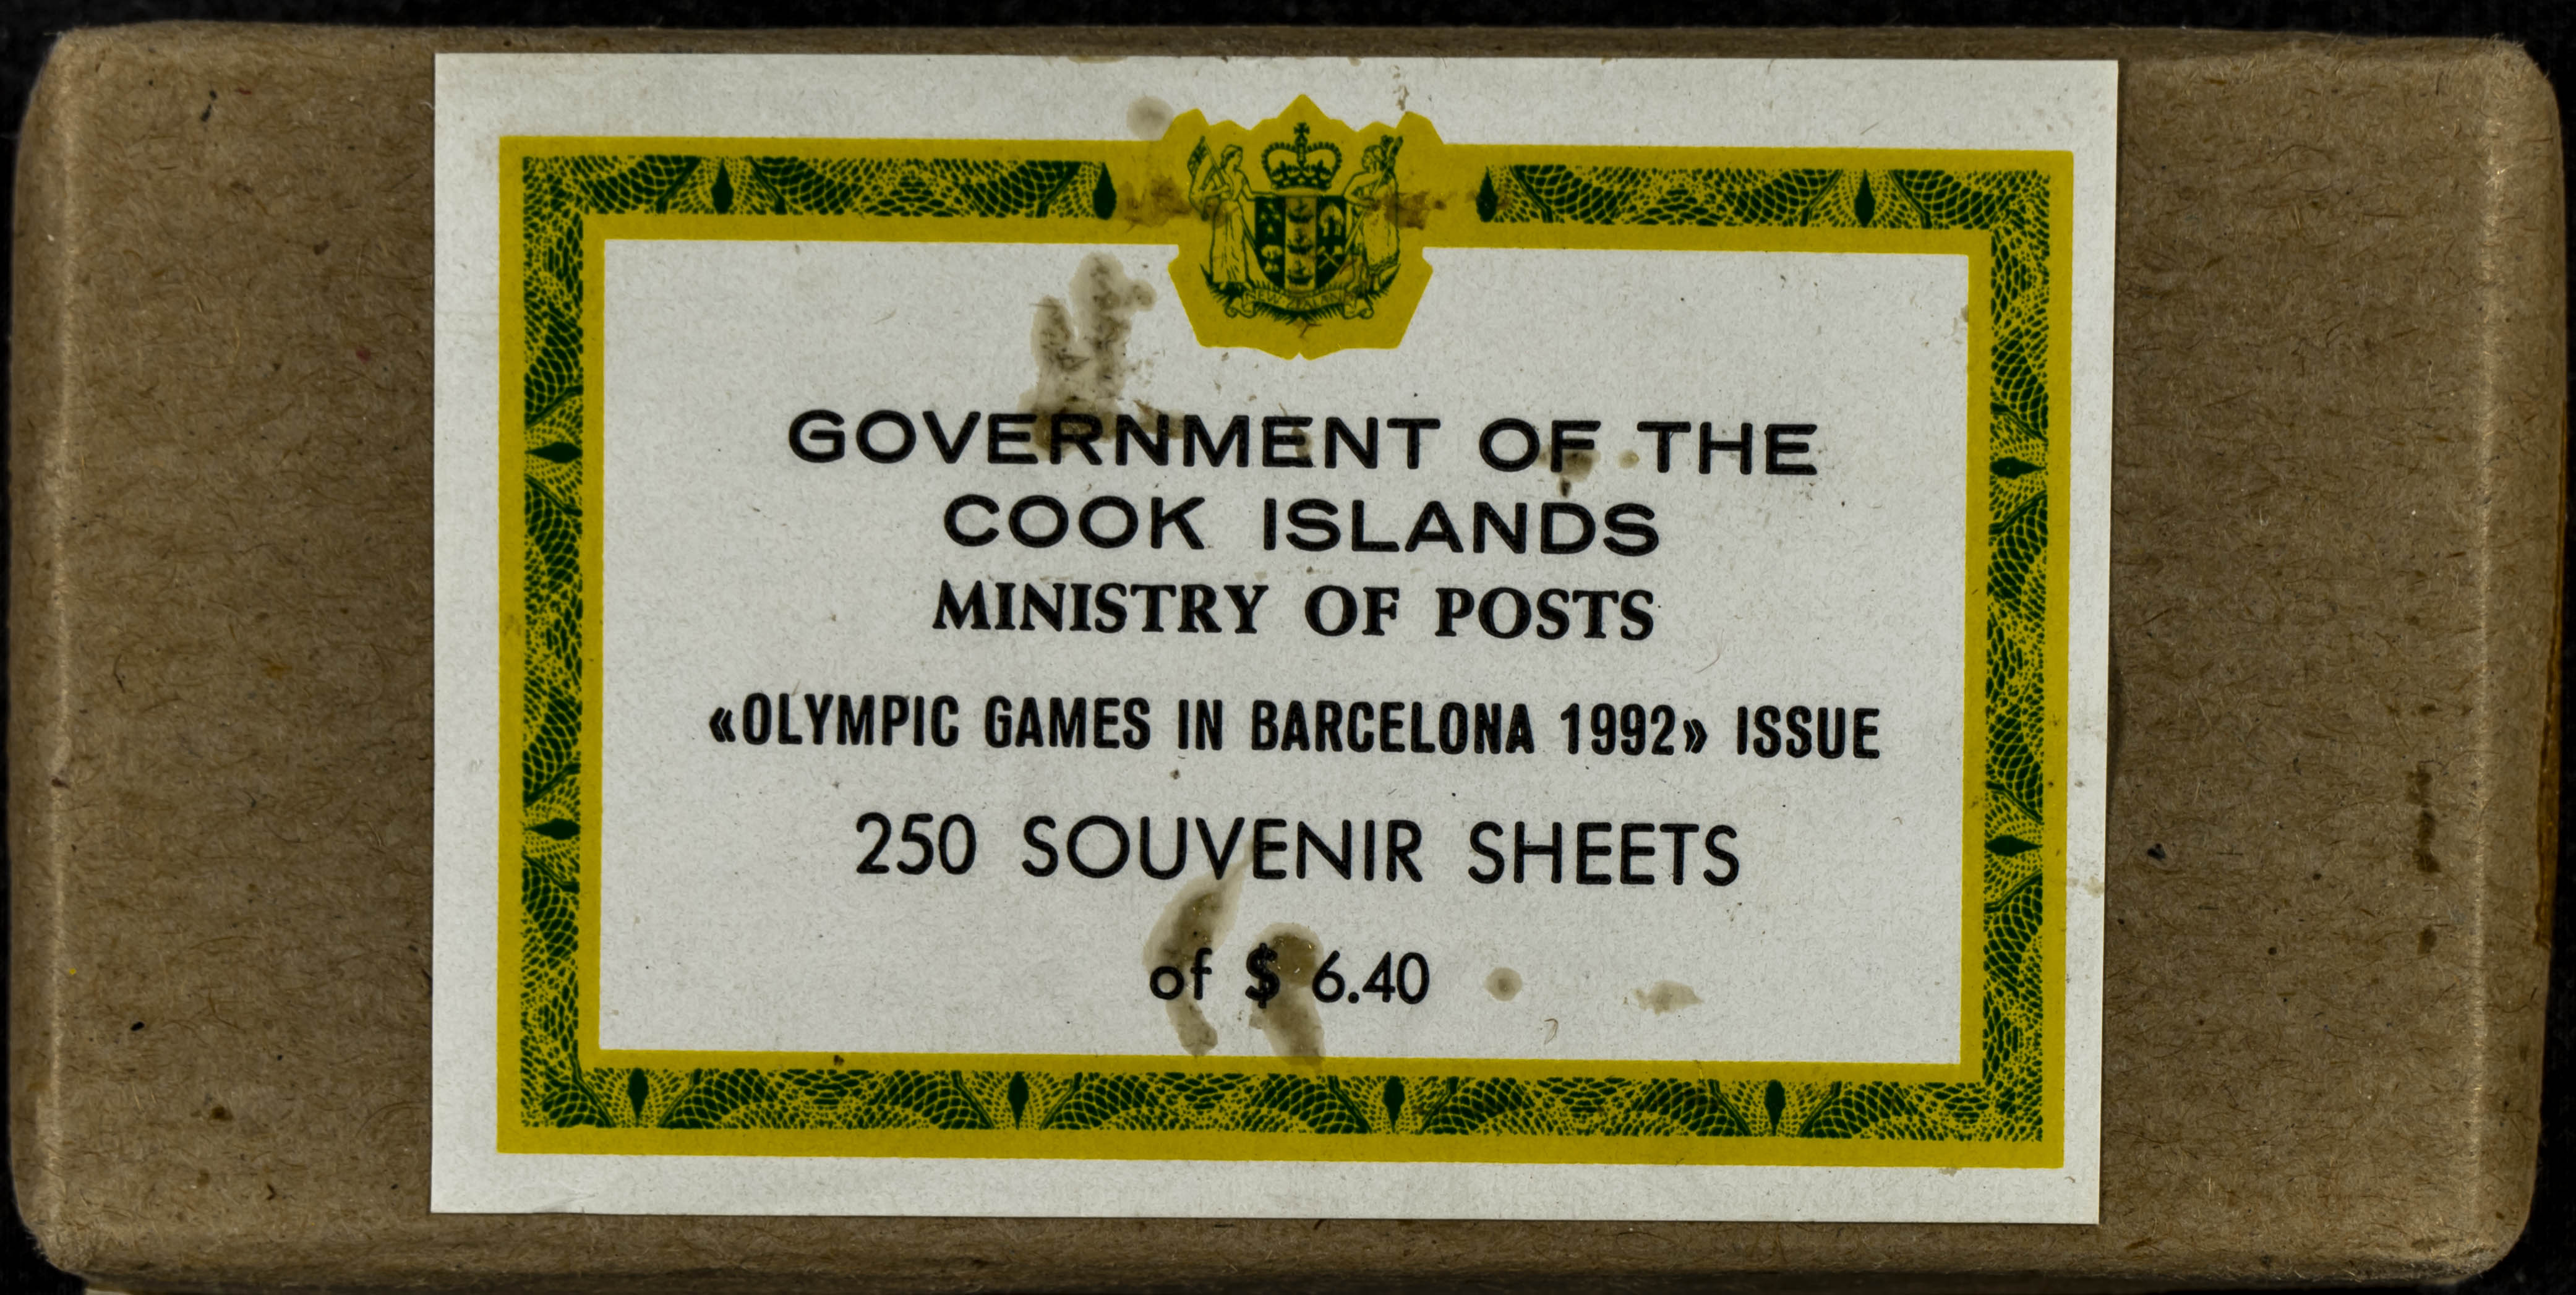 GOVERNMENT OF THE
COOK ISLANDS
MINISTRY OF POSTS
«OLYMPIC GAMES IN BARCELONA 1992» ISSUE
250 SOUVENIR SHEETS
of $ 6.40